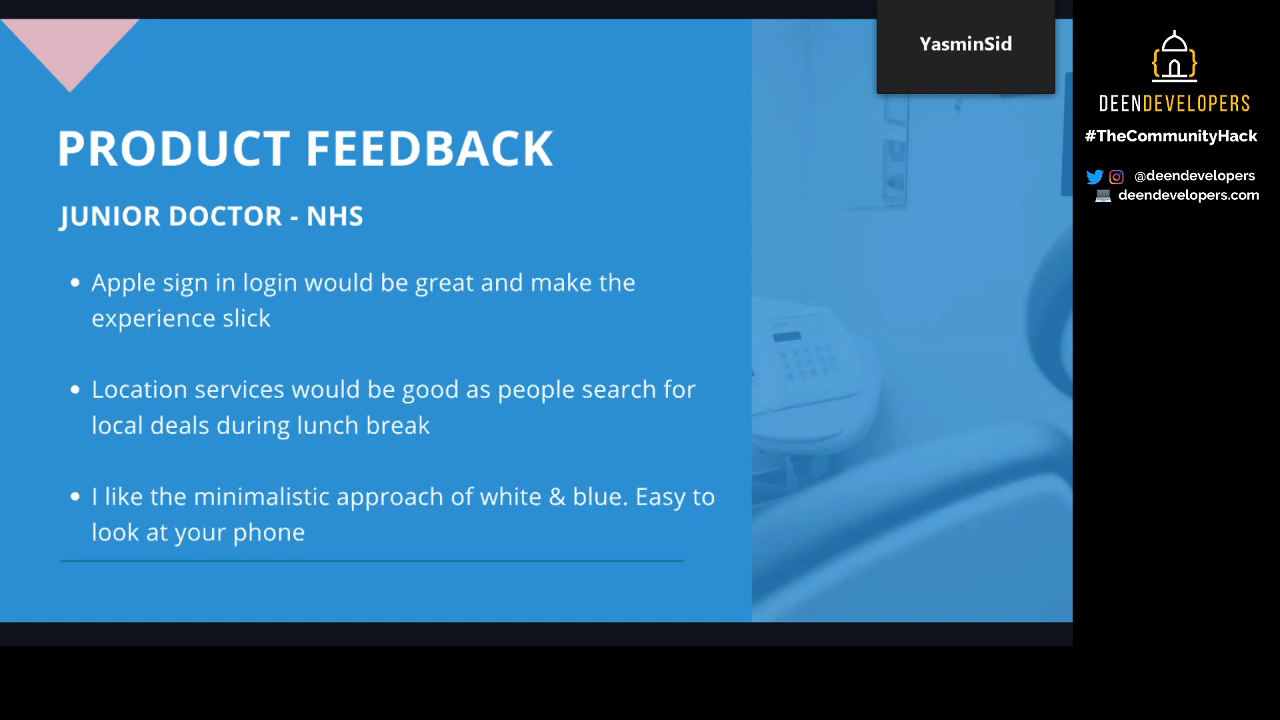 YasminSid
DEENDEVELOPERS
#TheCommunityHack
@deendevelopers
deendevelopers.com
PRODUCT FEEDBACK
JUNIOR DOCTOR - NHS
• Apple sign in login would be great and make the
experience slick
• Location services would be good as people search for
local deals during lunch break
• I like the minimalistic approach of white & blue. Easy to
look at your phone